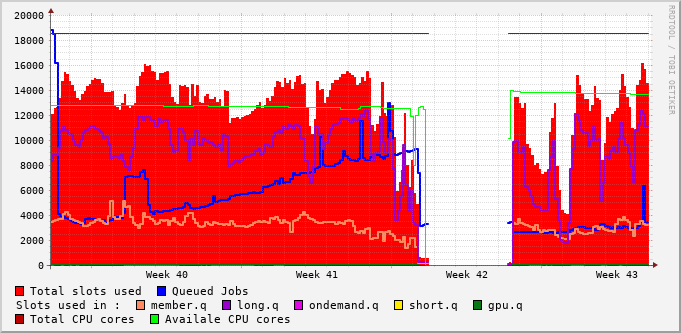 20000
18000
16000
14000
12000
10000
8000
6000
4000
2000
0
Week 40 Week 41 Week 42 Week 43
RRDTOOL / TOBI OETIKER
Total slots used Queued Jobs
Slots used in : member.q long.q ondemand.q short.q gpu.q
Total CPU cores Availale CPU cores